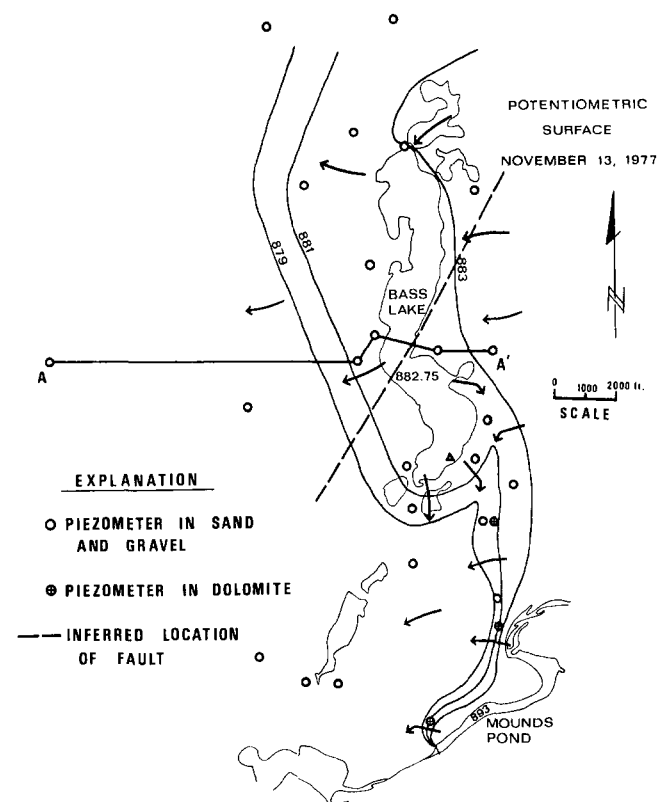 POTENTIOMETRIC
SURFACE
NOVEMBER 13, 1977
879
881
883
BASS
LAKE
N
A
A'
882.75
0 1000 2000 ft.
SCALE
EXPLANATION
PIEZOMETER IN SAND
AND GRAVEL
PIEZOMETER IN DOLOMITE
INFERRED LOCATION
OF FAULT
893
MOUNDS
POND